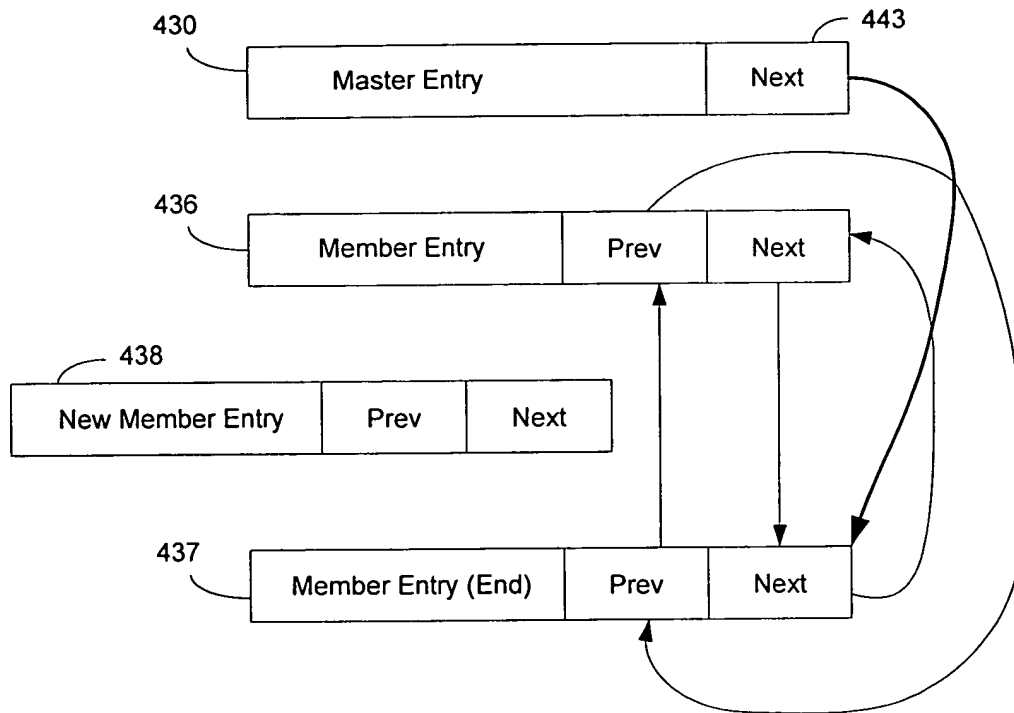 430
443
Master Entry Next
436
Member Entry Prev Next
438
New Member Entry Prev Next
437
Member Entry (End) Prev Next